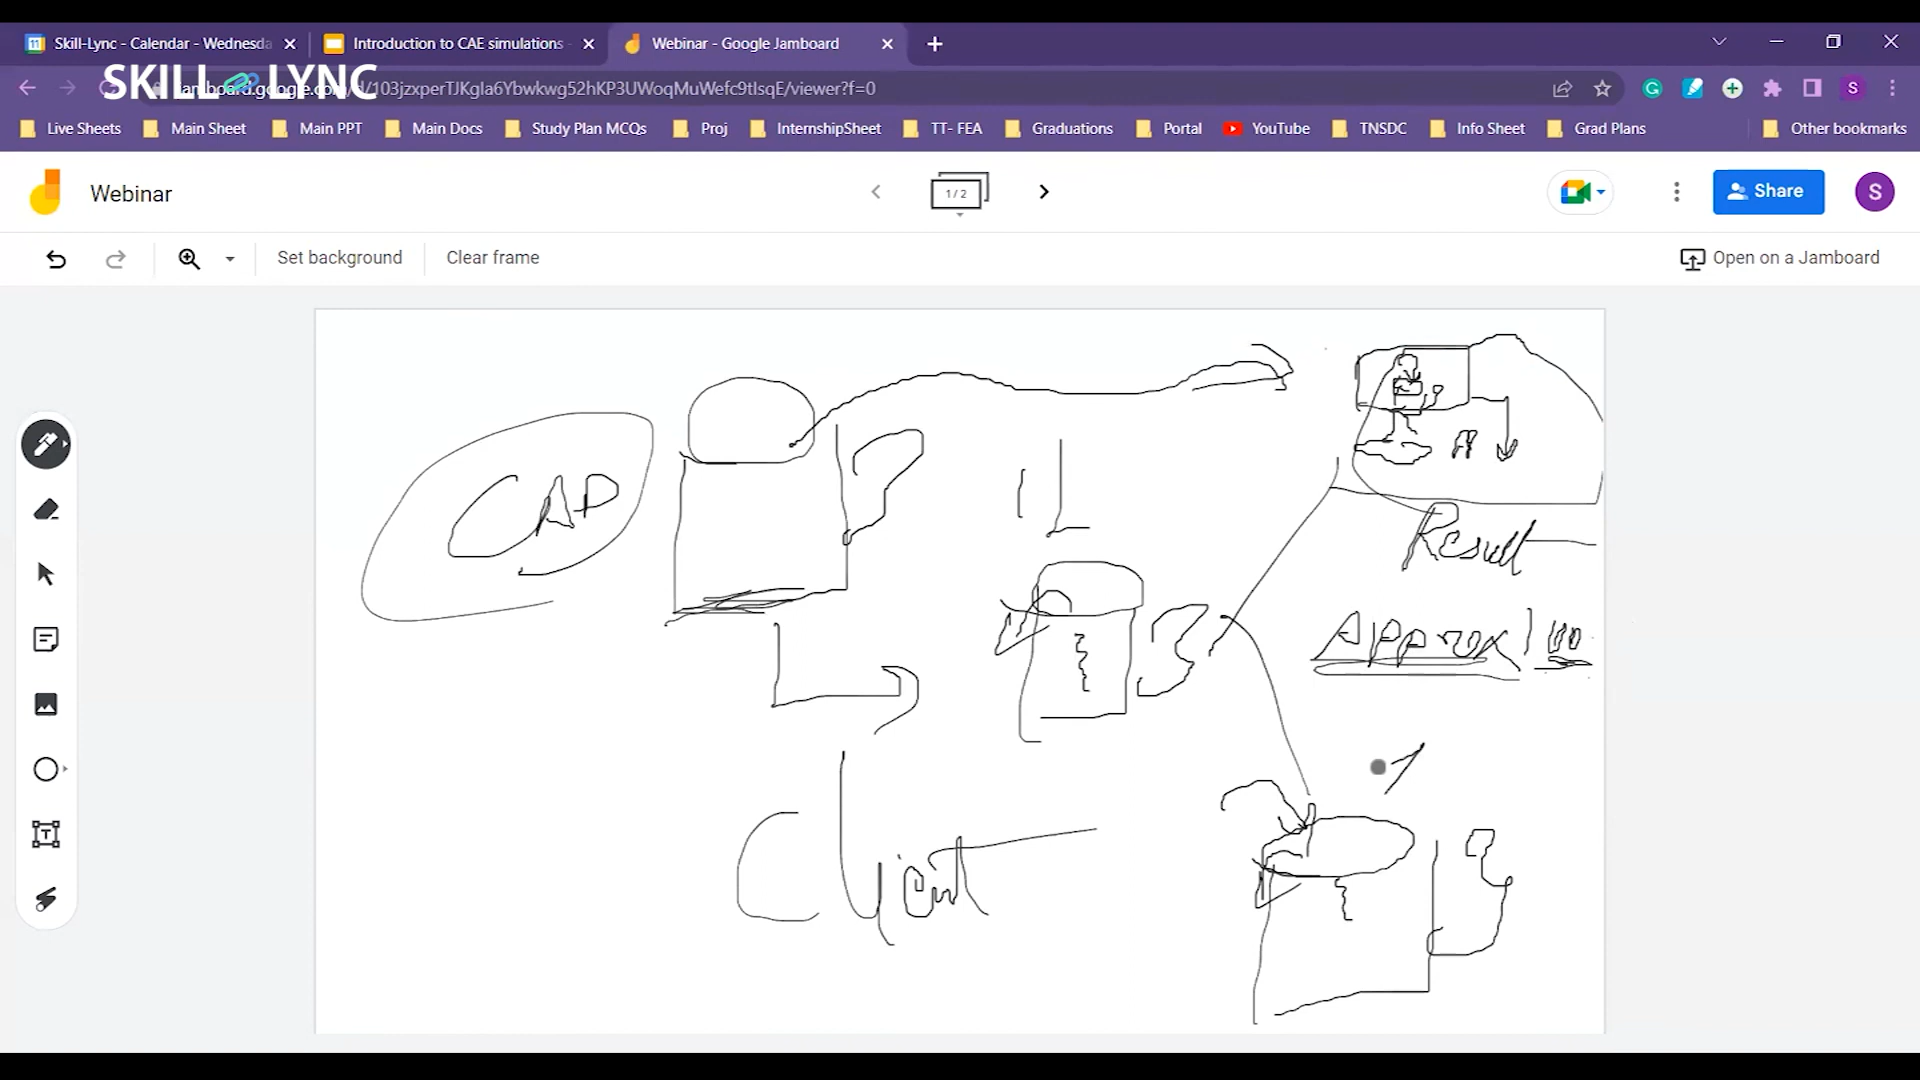 Skill-Lync - Calendar - Wednesda
Introduction to CAE simulations -
Webinar - Google Jamboard
SKILL LYNC
jamboard.google.com/d/103jzxperTJKgla6Ybwkwg52hKP3UWoqMuWefc9tIsqE/viewer?f=0
Live Sheets
Main Sheet
Main PPT
Main Docs
Study Plan MCQs
Proj
InternshipSheet
TT- FEA
Graduations
Portal
YouTube
TNSDC
Info Sheet
Grad Plans
Other bookmarks
Webinar
1 / 2
Share
S
Set background
Clear frame
Open on a Jamboard
CAD
1L
Result
Approx
Client